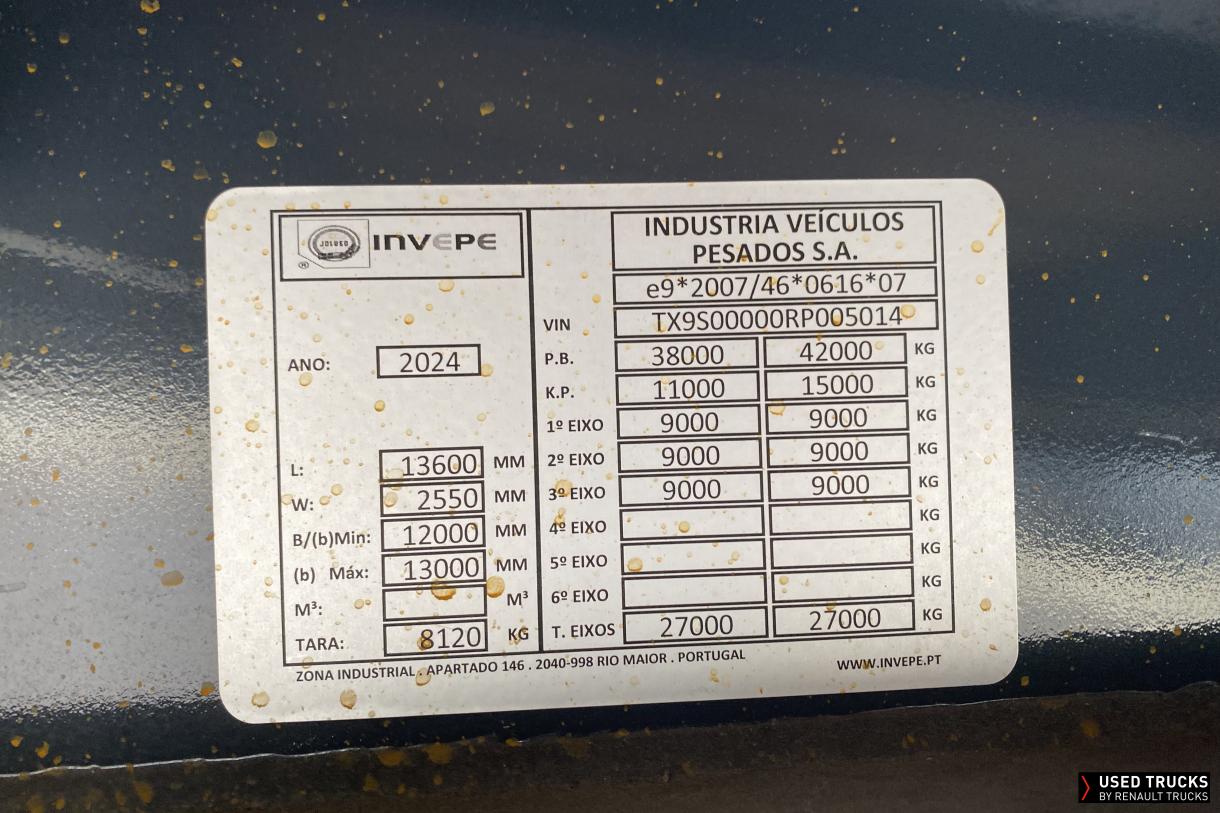 INVEPE
®
INDUSTRIA VEÍCULOS
PESADOS S.A.
e9*2007/46*0616*07
VIN TX9S00000RP005014
ANO: 2024
P.B. 38000 42000 KG
K.P. 11000 15000 KG
1º EIXO 9000 9000 KG
2º EIXO 9000 9000 KG
3º EIXO 9000 9000 KG
4º EIXO KG
5º EIXO KG
6º EIXO KG
T. EIXOS 27000 27000 KG
L: 13600 MM
W: 2550 MM
B/(b)Min: 12000 MM
(b) Máx: 13000 MM
M³: M³
TARA: 8120 KG
ZONA INDUSTRIAL . APARTADO 146 . 2040-998 RIO MAIOR . PORTUGAL
WWW.INVEPE.PT
USED TRUCKS
BY RENAULT TRUCKS